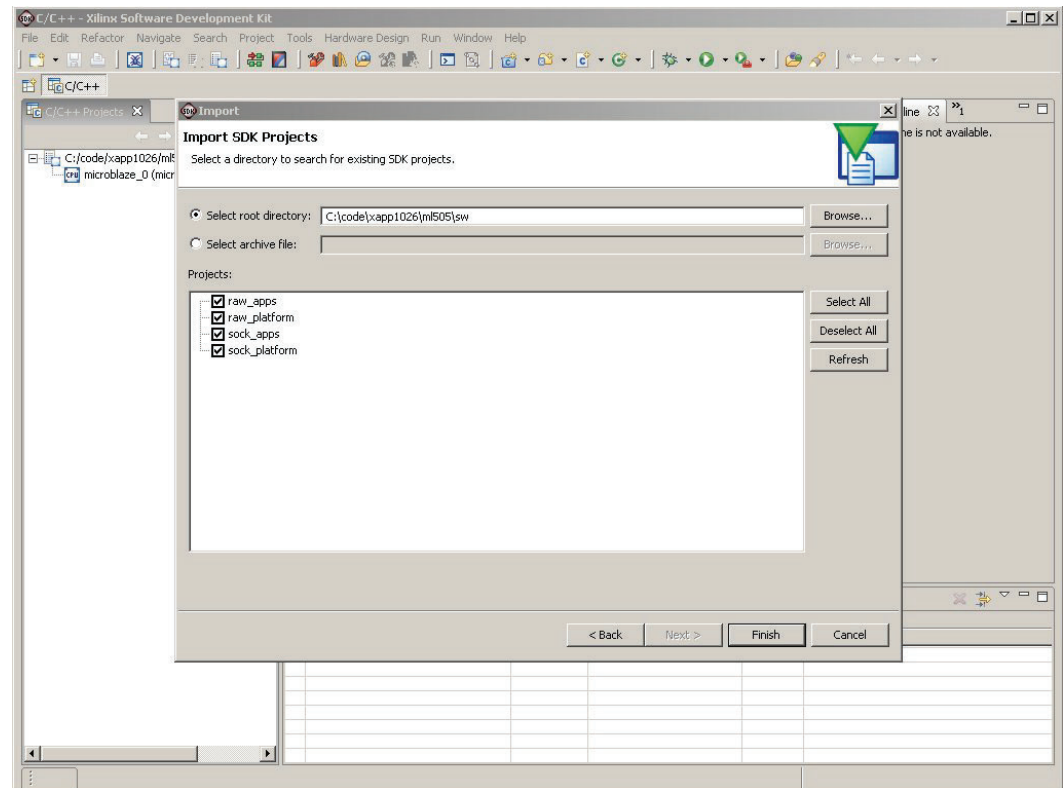 C/C++ - Xilinx Software Development Kit
File Edit Refactor Navigate Search Project Tools Hardware Design Run Window Help
C/C++
C/C++ Projects
Import
line
»1
Import SDK Projects
Select a directory to search for existing SDK projects.
ne is not available.
C:/code/xapp1026/ml5
microblaze_0 (micr
Select root directory: C:\code\xapp1026\ml505\sw Browse...
Select archive file: Browse...
Projects:
raw_apps
raw_platform
sock_apps
sock_platform
Select All
Deselect All
Refresh
< Back Next > Finish Cancel